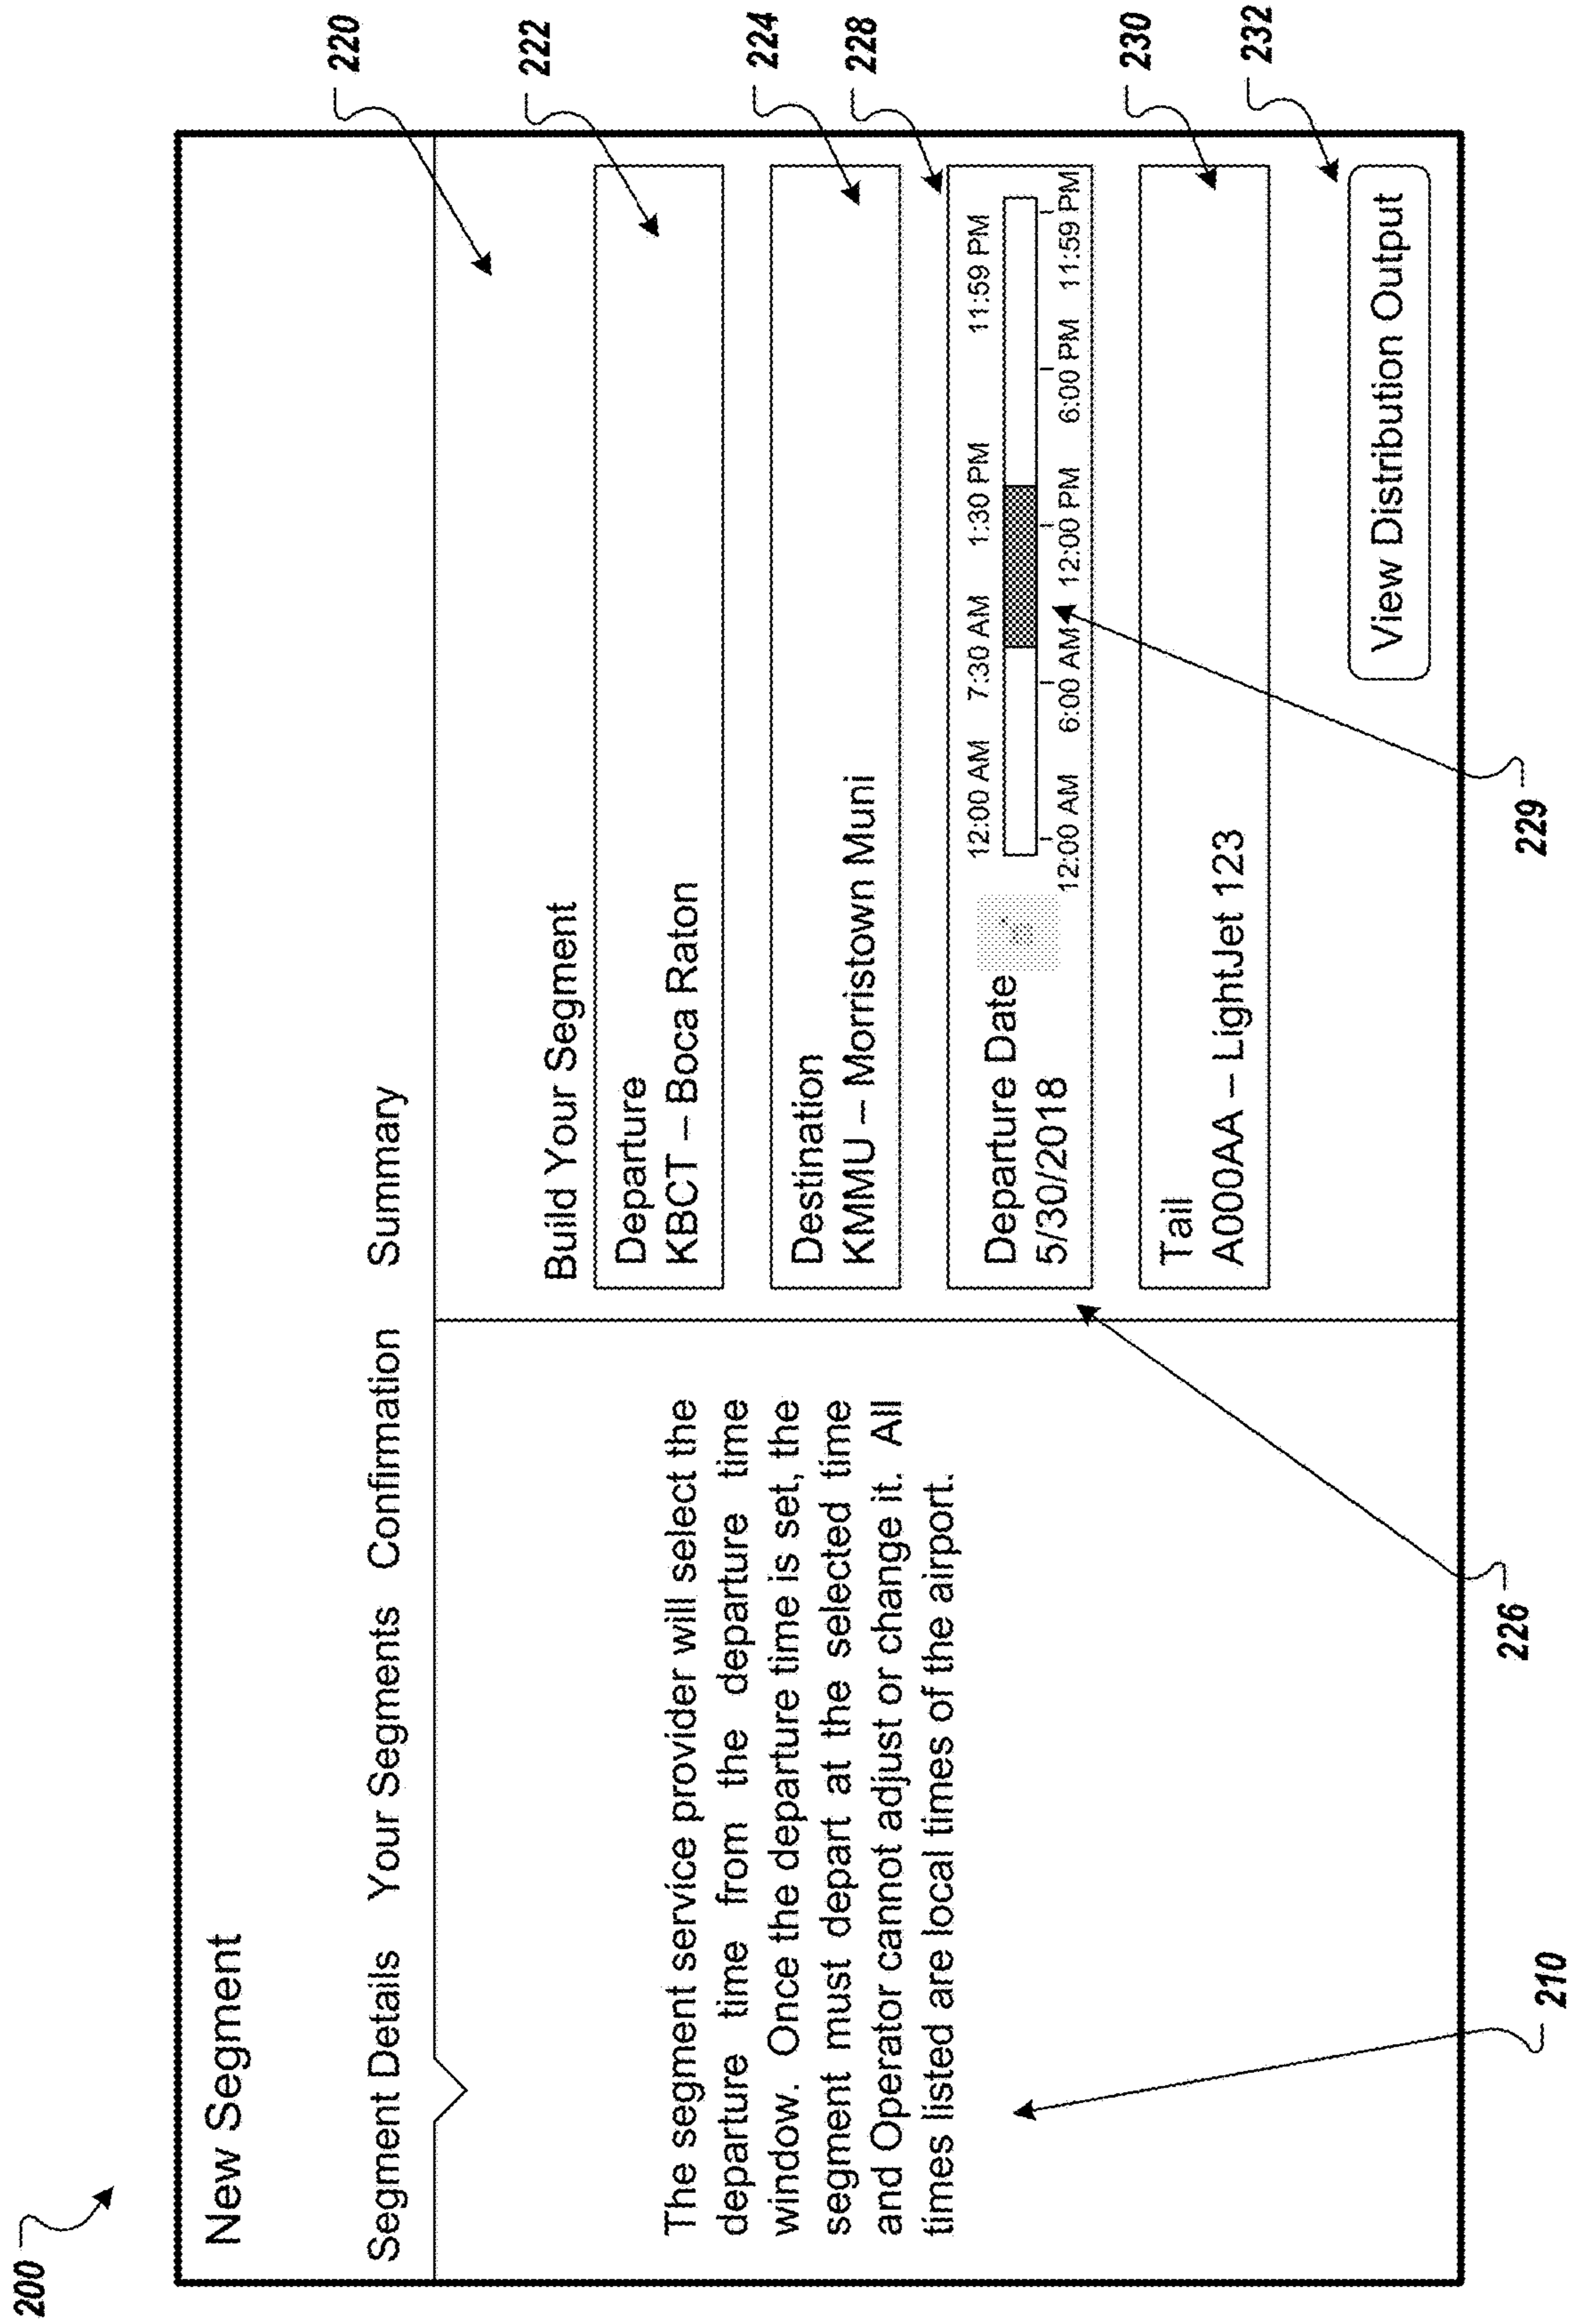 200
New Segment
Segment Details Your Segments Confirmation Summary
220
The segment service provider will select the
departure time from the departure time
window. Once the departure time is set, the
segment must depart at the selected time
and Operator cannot adjust or change it. All
times listed are local times of the airport.
210
Build Your Segment
222
Departure
KBCT – Boca Raton
224
Destination
KMMU – Morristown Muni
228
Departure Date
5/30/2018
12:00 AM 7:30 AM 1:30 PM 11:59 PM
12:00 AM 6:00 AM 12:00 PM 6:00 PM 11:59 PM
230
Tail
A000AA – LightJet 123
232
View Distribution Output
226
229